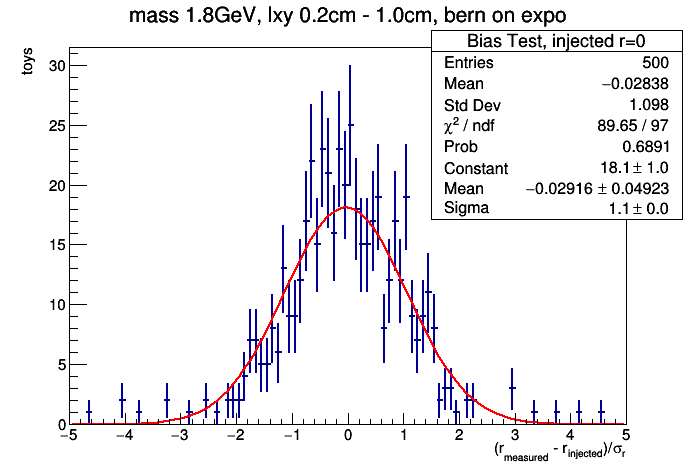 mass 1.8GeV, lxy 0.2cm - 1.0cm, bern on expo
toys
Bias Test, injected r=0
Entries 500
Mean −0.02838
Std Dev 1.098
χ² / ndf 89.65 / 97
Prob 0.6891
Constant 18.1 ± 1.0
Mean −0.02916 ± 0.04923
Sigma 1.1 ± 0.0
30
25
20
15
10
5
0
−5 −4 −3 −2 −1 0 1 2 3 4 5
(r_measured - r_injected)/σ_r